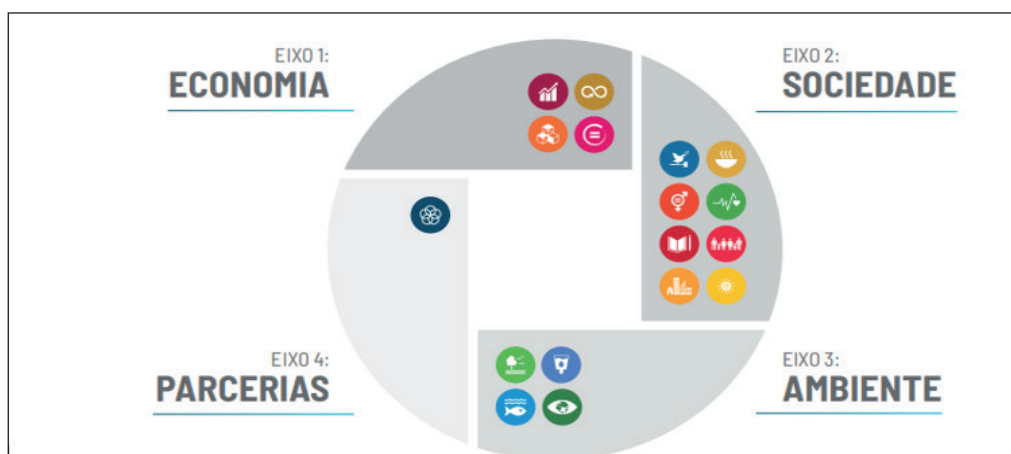 EIXO 1:
ECONOMIA
EIXO 2:
SOCIEDADE
EIXO 4:
PARCERIAS
EIXO 3:
AMBIENTE